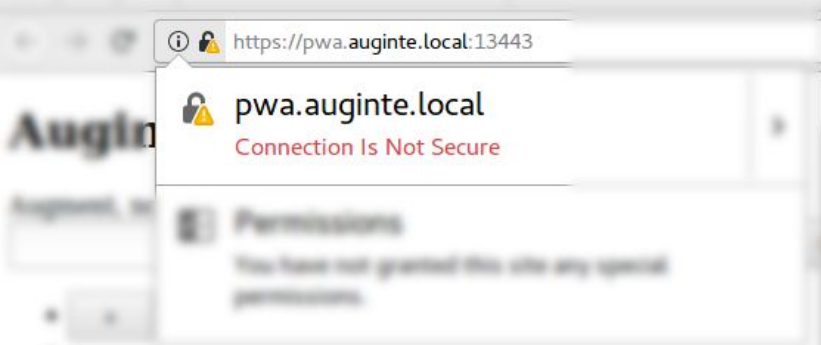 https://pwa.auginte.local:13443
pwa.auginte.local
Connection Is Not Secure
Augin
Permissions
You have not granted this site any special
permissions.